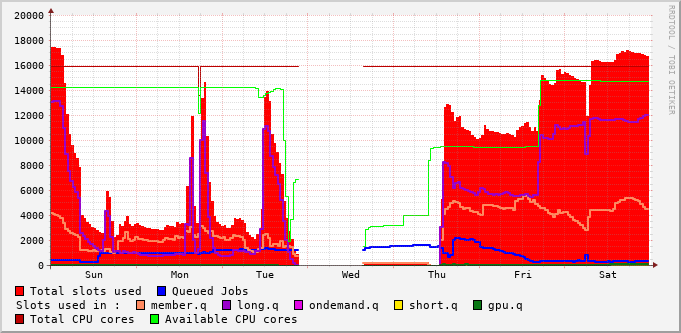 20000
18000
16000
14000
12000
10000
8000
6000
4000
2000
0
Sun Mon Tue Wed Thu Fri Sat
Total slots used Queued Jobs
Slots used in : member.q long.q ondemand.q short.q gpu.q
Total CPU cores Available CPU cores
RRDTOOL / TOBI OETIKER